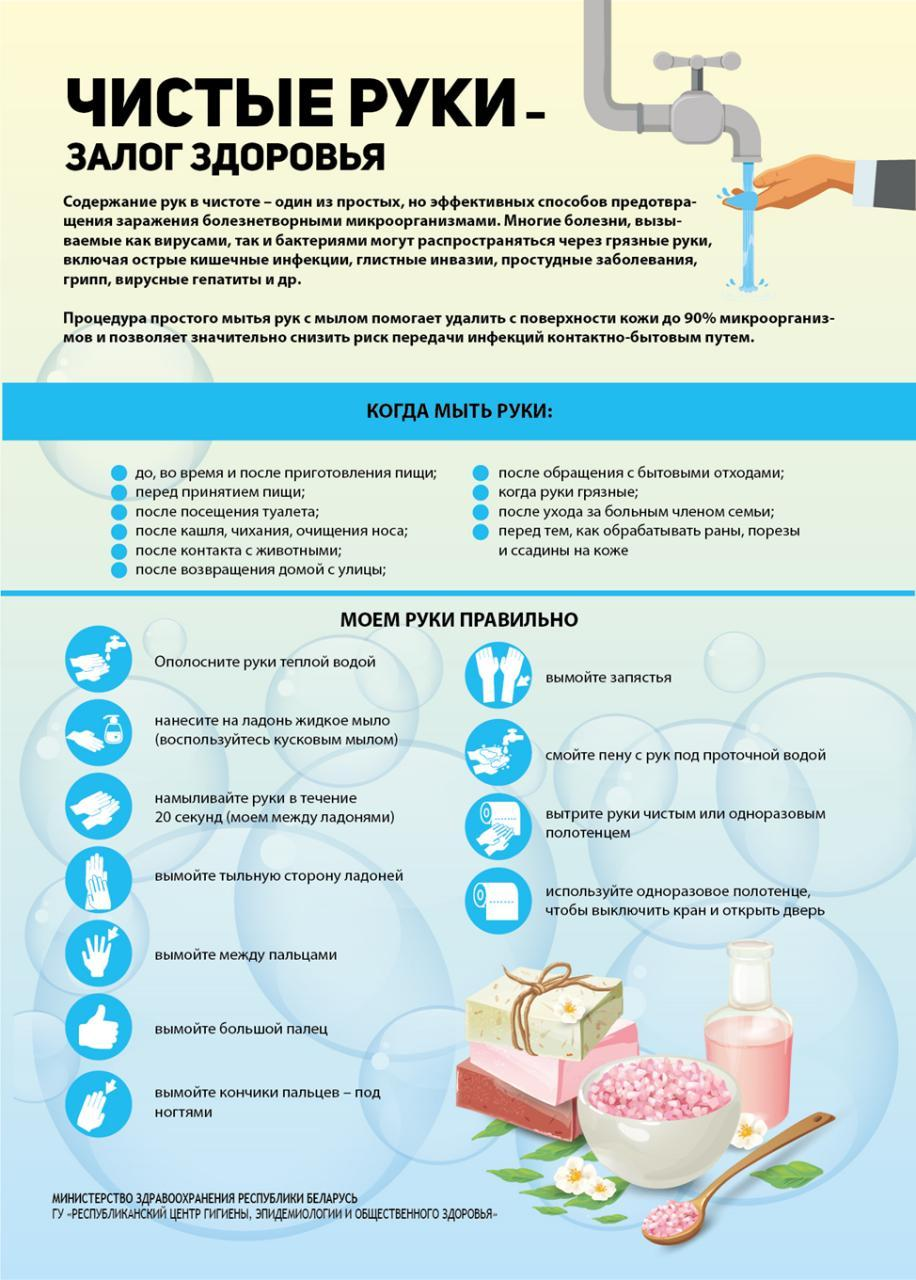 ЧИСТЫЕ РУКИ –
ЗАЛОГ ЗДОРОВЬЯ
Содержание рук в чистоте – один из простых, но эффективных способов предотвра-
щения заражения болезнетворными микроорганизмами. Многие болезни, вызы-
ваемые как вирусами, так и бактериями могут распространяться через грязные руки,
включая острые кишечные инфекции, глистные инвазии, простудные заболевания,
грипп, вирусные гепатиты и др.
Процедура простого мытья рук с мылом помогает удалить с поверхности кожи до 90% микроорганиз-
мов и позволяет значительно снизить риск передачи инфекций контактно-бытовым путем.
КОГДА МЫТЬ РУКИ:
до, во время и после приготовления пищи;
перед принятием пищи;
после посещения туалета;
после кашля, чихания, очищения носа;
после контакта с животными;
после возвращения домой с улицы;
после обращения с бытовыми отходами;
когда руки грязные;
после ухода за больным членом семьи;
перед тем, как обрабатывать раны, порезы
и ссадины на коже
МОЕМ РУКИ ПРАВИЛЬНО
Ополосните руки теплой водой
нанесите на ладонь жидкое мыло
(воспользуйтесь кусковым мылом)
намыливайте руки в течение
20 секунд (моем между ладонями)
вымойте тыльную сторону ладоней
вымойте между пальцами
вымойте большой палец
вымойте кончики пальцев – под
ногтями
вымойте запястья
смойте пену с рук под проточной водой
вытрите руки чистым или одноразовым
полотенцем
используйте одноразовое полотенце,
чтобы выключить кран и открыть дверь
МИНИСТЕРСТВО ЗДРАВООХРАНЕНИЯ РЕСПУБЛИКИ БЕЛАРУСЬ
ГУ «РЕСПУБЛИКАНСКИЙ ЦЕНТР ГИГИЕНЫ, ЭПИДЕМИОЛОГИИ И ОБЩЕСТВЕННОГО ЗДОРОВЬЯ»